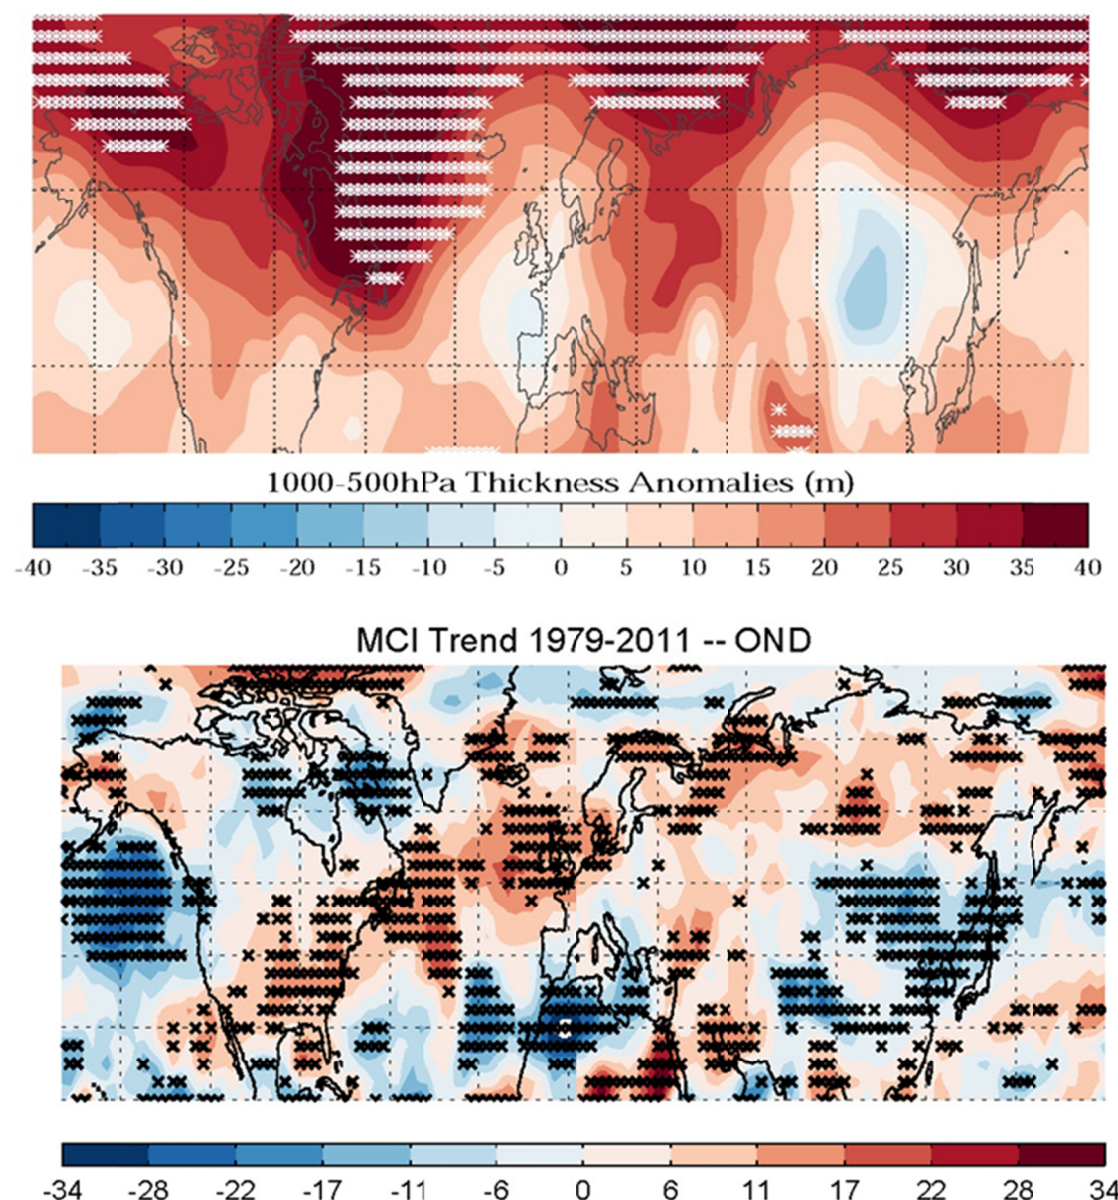 1000-500hPa Thickness Anomalies (m)
-40 -35 -30 -25 -20 -15 -10 -5 0 5 10 15 20 25 30 35 40
MCI Trend 1979-2011 -- OND
-34 -28 -22 -17 -11 -6 0 6 11 17 22 28 34